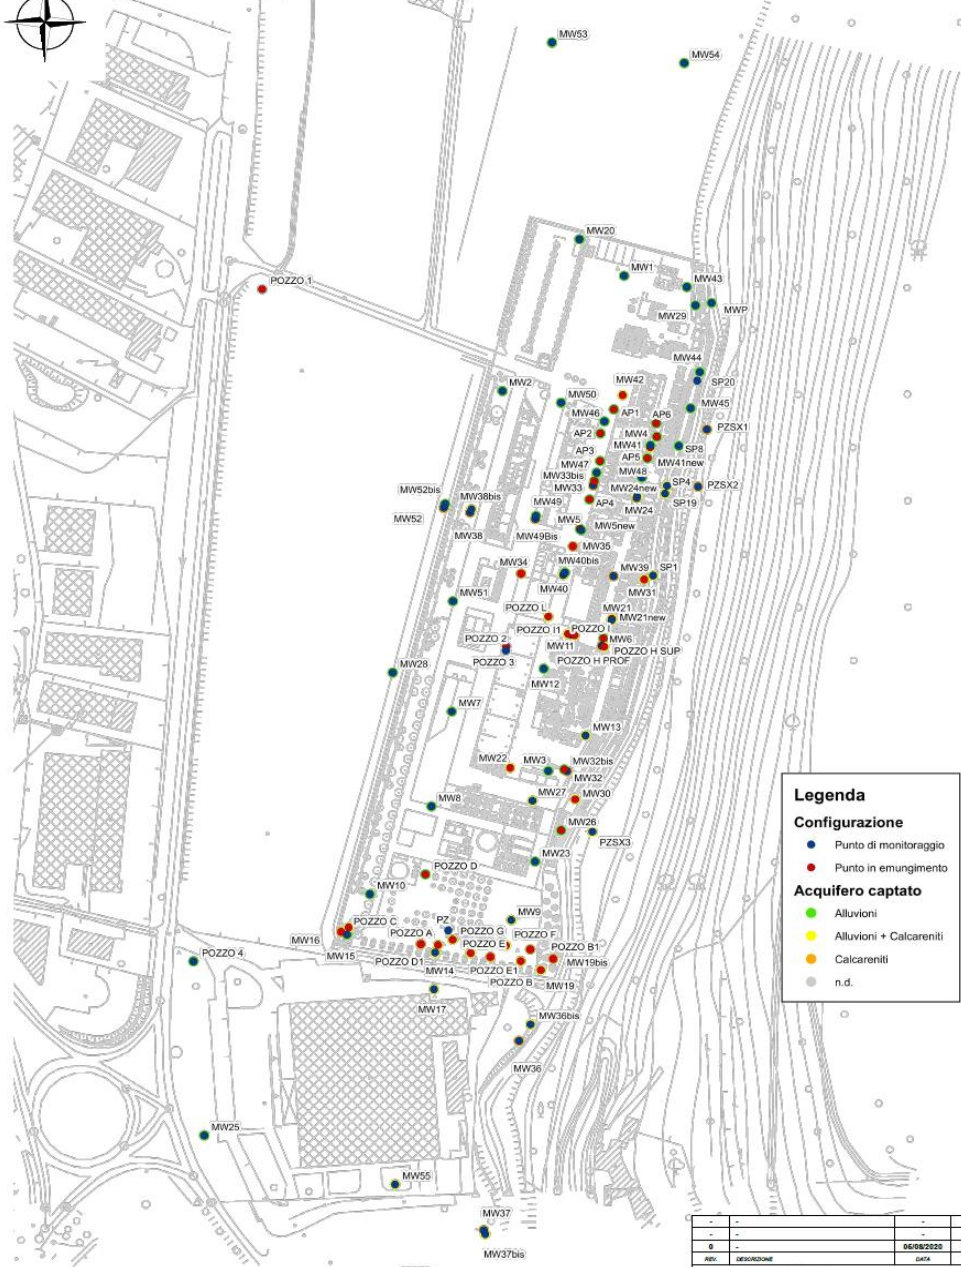 MW53
MW54
MW20
MW1
MW43
POZZO 1
MWP
MW29
MW44
SP20
MW42
MW2
MW50
MW45
AP1
MW46
AP6
PZSX1
AP2
MW4
MW41
SP8
AP3
AP5
MW41new
MW47
MW48
MW33bis
SP4
PZSX2
MW33
MW24new
MW52bis
MW38bis
SP19
AP4
MW24
MW49
MW52
MW5
MW5new
MW38
MW49Bis
MW35
MW34
MW40bis
MW39
SP1
MW40
MW31
MW51
POZZO L
MW21
MW21new
POZZO I1
POZZO I
POZZO 2
MW6
MW11
POZZO H SUP
POZZO 3
POZZO H PROF
MW28
MW12
MW7
MW13
MW22
MW3
MW32bis
MW32
MW27
MW30
MW8
MW26
PZSX3
MW23
POZZO D
MW10
MW9
POZZO C
PZ
POZZO G
MW16
POZZO A
POZZO E
POZZO F
POZZO B1
MW15
POZZO 4
POZZO D1
MW19bis
MW14
POZZO E1
MW19
POZZO B
MW17
MW36bis
MW36
MW25
MW55
MW37
MW37bis
Legenda
Configurazione
Punto di monitoraggio
Punto in emungimento
Acquifero captato
Alluvioni
Alluvioni + Calcareniti
Calcareniti
n.d.
- - -
- - -
0 - 06/08/2020
REV. DESCRIZIONE DATA